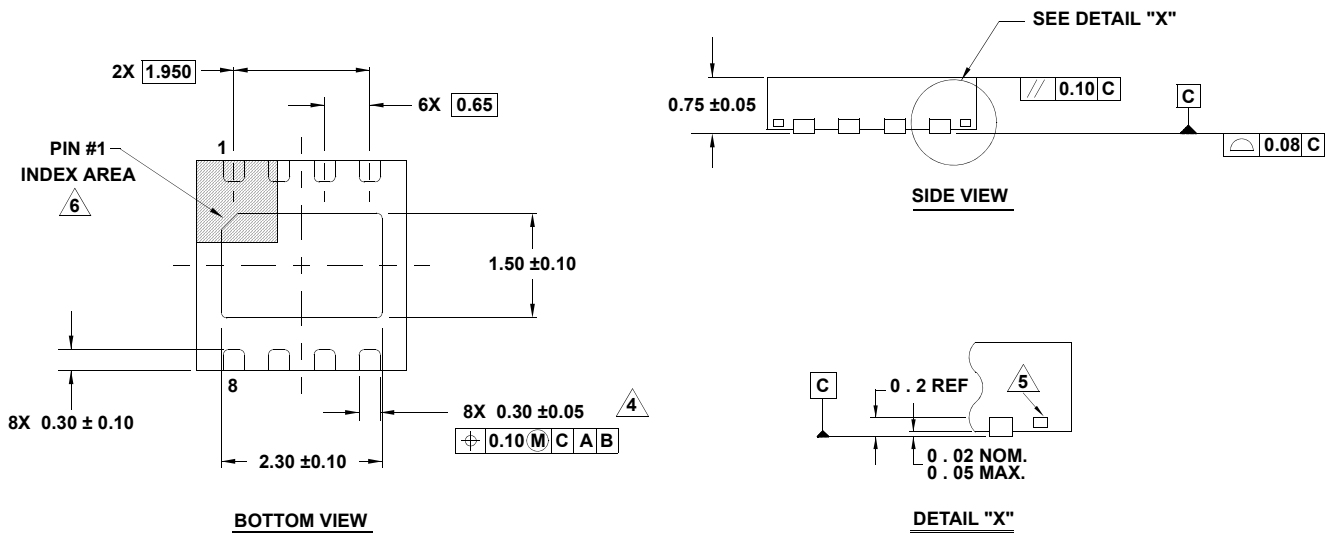 2X 1.950
6X 0.65
PIN #1
INDEX AREA
6
1
1.50 ±0.10
8
8X 0.30 ± 0.10
8X 0.30 ±0.05
4
⌖ 0.10 Ⓜ C A B
2.30 ±0.10
BOTTOM VIEW
SEE DETAIL "X"
0.75 ±0.05
// 0.10 C
C
⌓ 0.08 C
SIDE VIEW
C
0 . 2 REF
5
0 . 02 NOM.
0 . 05 MAX.
DETAIL "X"